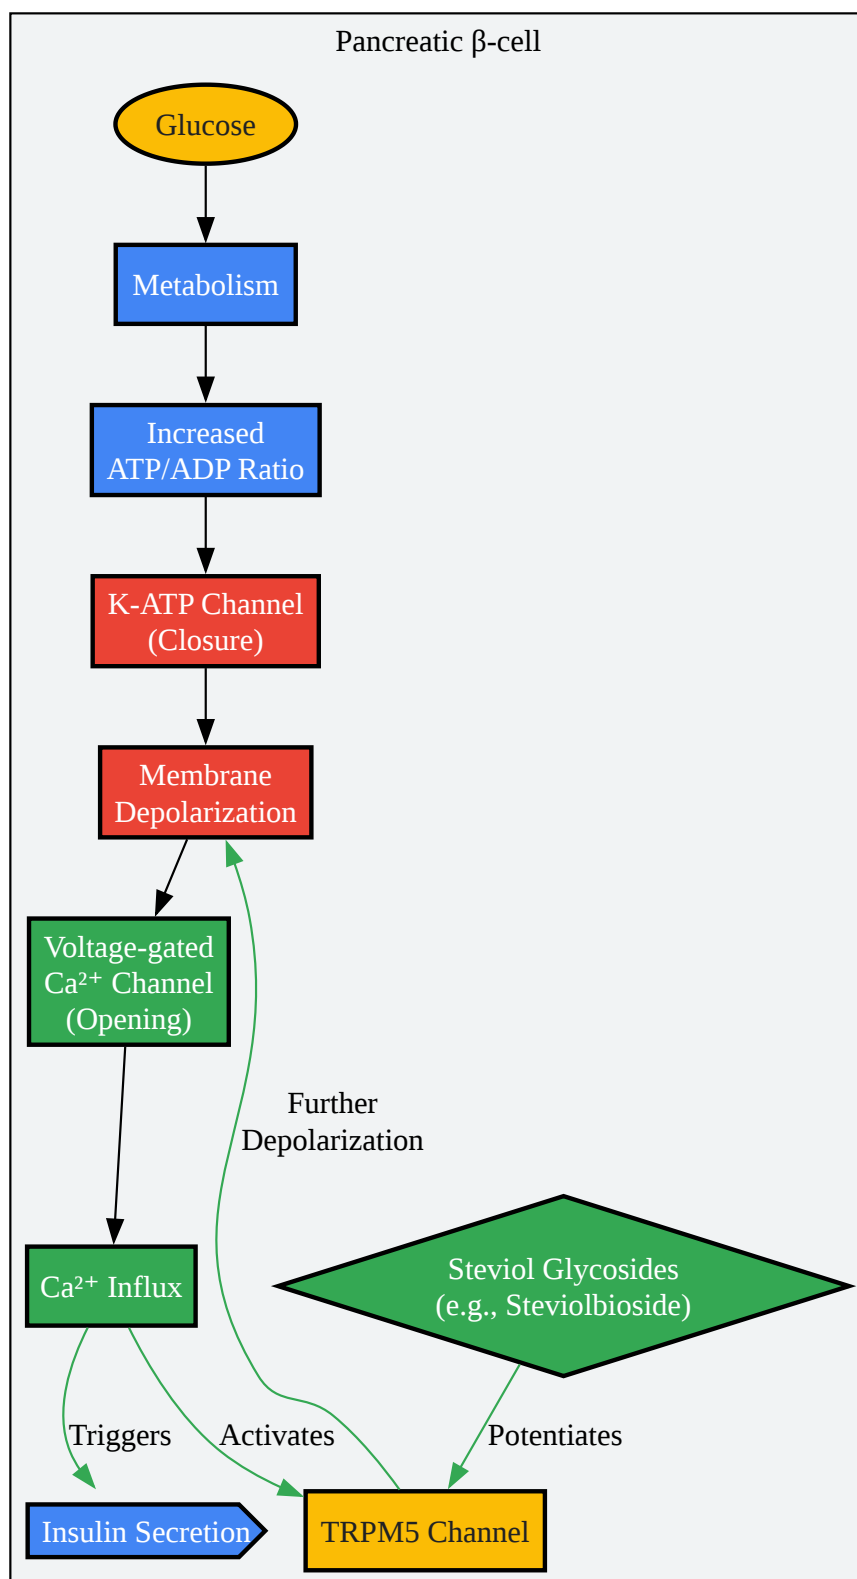 Pancreatic β-cell
Glucose
Metabolism
Increased
ATP/ADP Ratio
K-ATP Channel
(Closure)
Membrane
Depolarization
Voltage-gated
Ca²⁺ Channel
(Opening)
Further
Depolarization
Ca²⁺ Influx
Steviol Glycosides
(e.g., Steviolbioside)
Triggers
Activates
Potentiates
Insulin Secretion
TRPM5 Channel